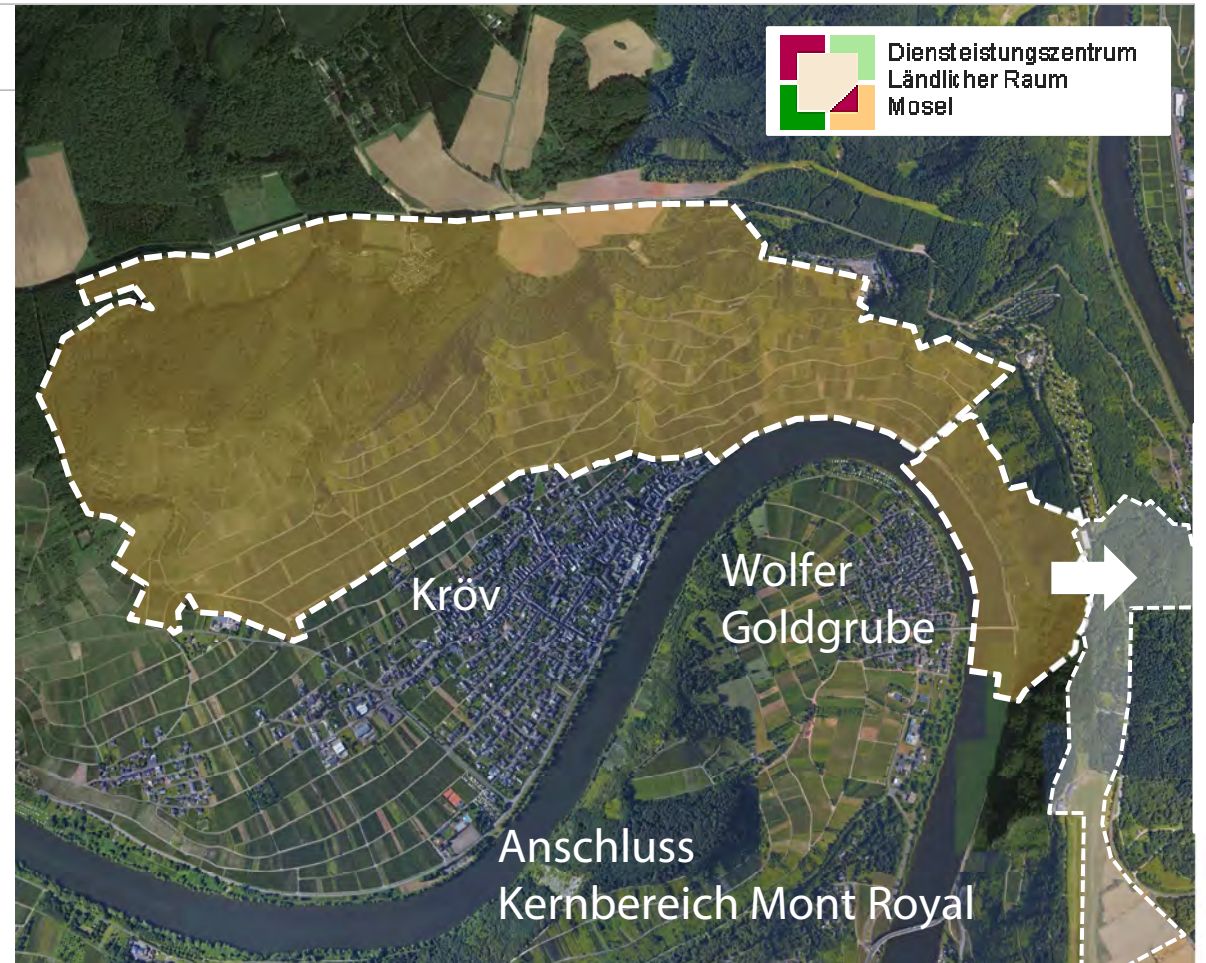 Diensteistungszentrum
Ländlicher Raum
Mosel
Kröv
Wolfer
Goldgrube
Anschluss
Kernbereich Mont Royal